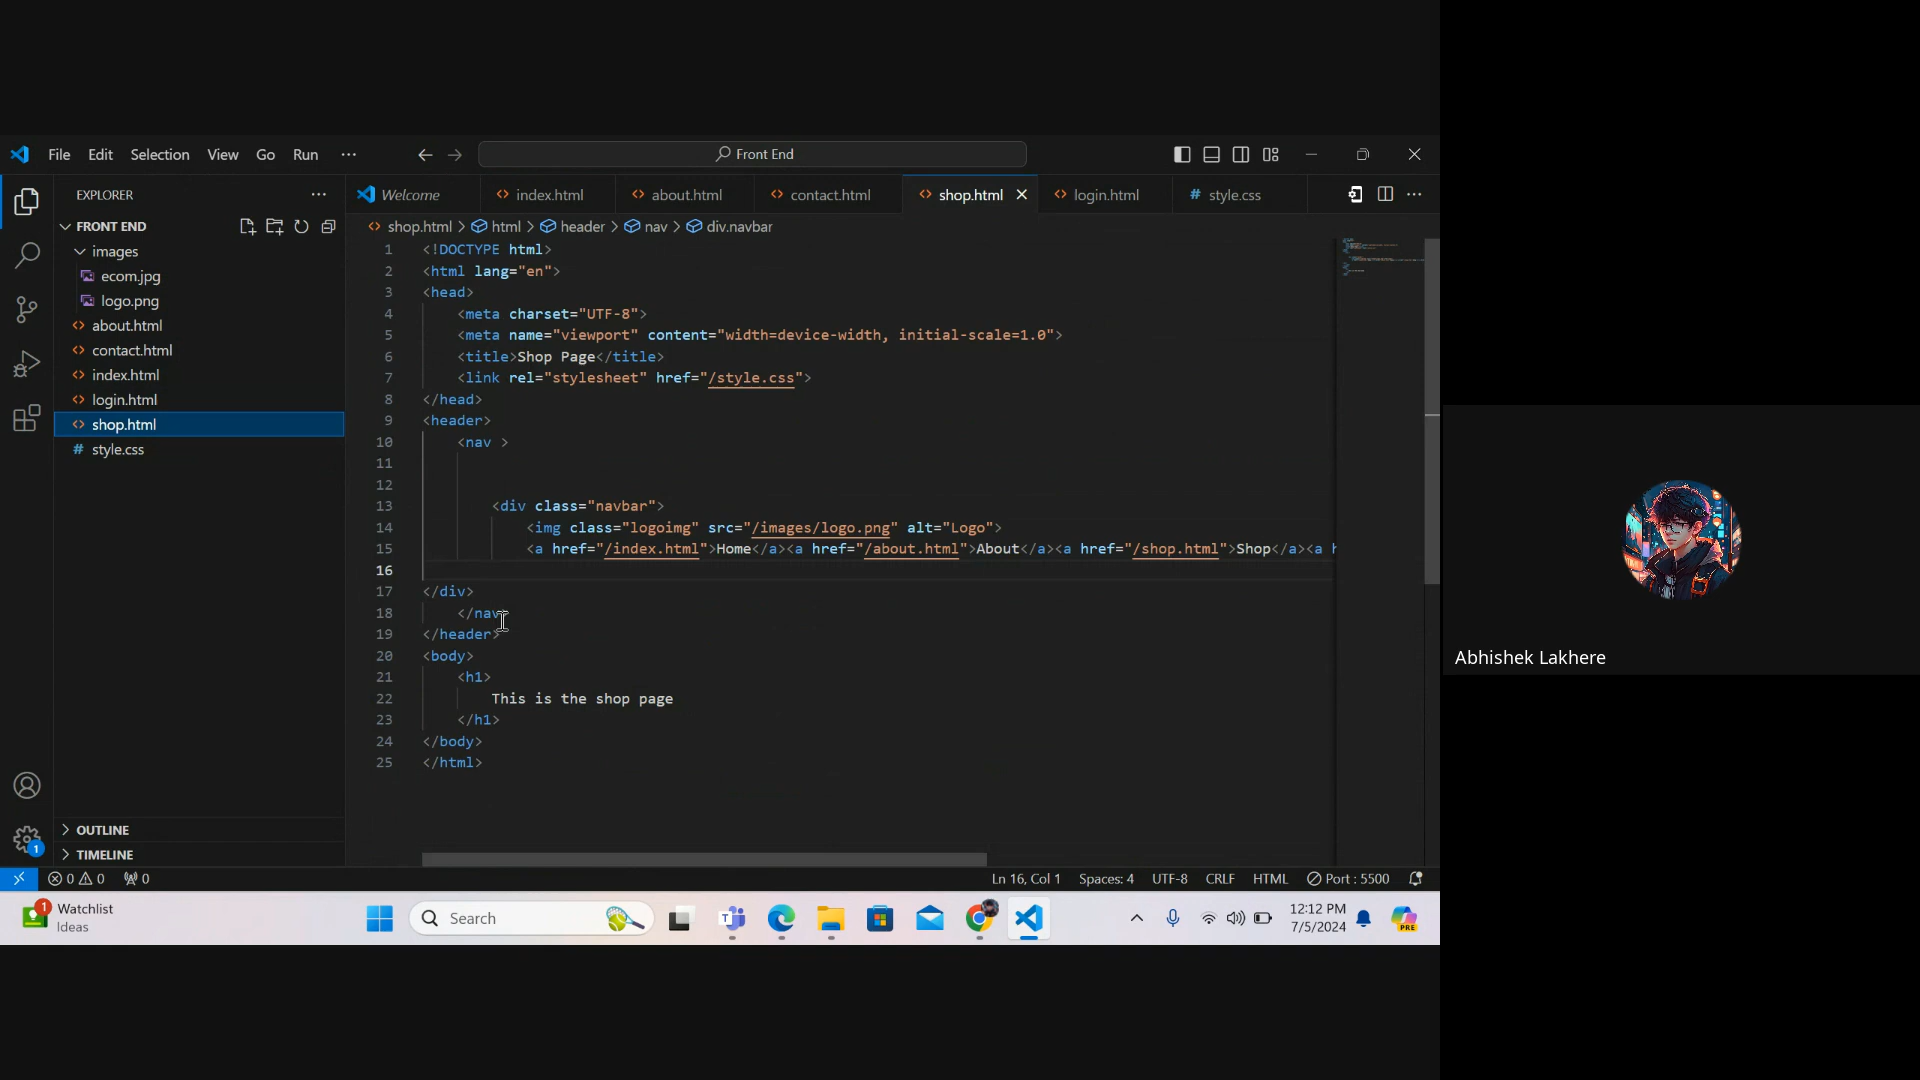 File Edit Selection View Go Run ··· Front End
EXPLORER ···
Welcome index.html about.html contact.html shop.html login.html # style.css ···
FRONT END
shop.html > html > header > nav > div.navbar
images
ecom.jpg
logo.png
about.html
contact.html
index.html
login.html
shop.html
# style.css
1 <!DOCTYPE html>
2 <html lang="en">
3 <head>
4 <meta charset="UTF-8">
5 <meta name="viewport" content="width=device-width, initial-scale=1.0">
6 <title>Shop Page</title>
7 <link rel="stylesheet" href="/style.css">
8 </head>
9 <header>
10 <nav >
11
12
13 <div class="navbar">
14 <img class="logoimg" src="/images/logo.png" alt="Logo">
15 <a href="/index.html">Home</a><a href="/about.html">About</a><a href="/shop.html">Shop</a><a h
16
17 </div>
18 </nav>
19 </header>
20 <body>
21 <h1>
22 This is the shop page
23 </h1>
24 </body>
25 </html>
OUTLINE
TIMELINE
1
0 0 0 Ln 16, Col 1 Spaces: 4 UTF-8 CRLF HTML Port : 5500
1 Watchlist
Ideas
Search
12:12 PM
7/5/2024
PRE
Abhishek Lakhere